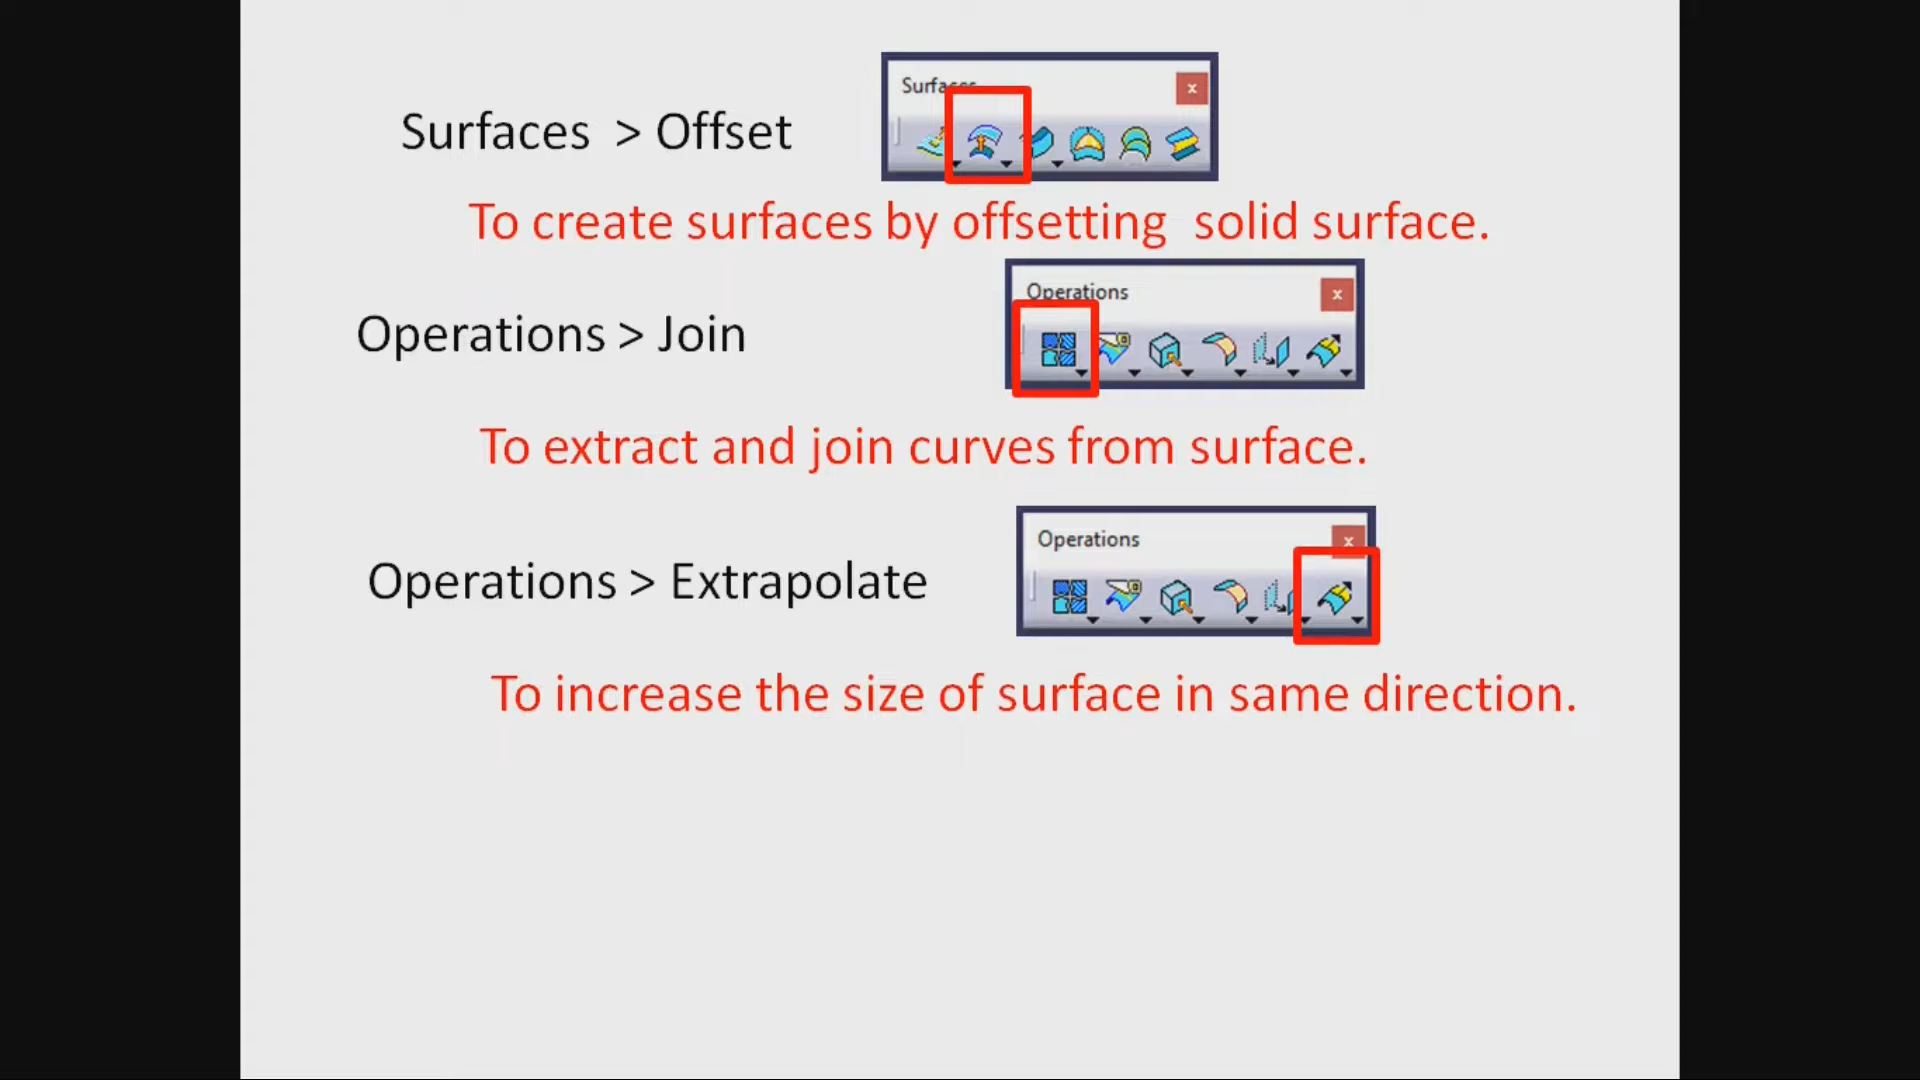 Surfaces
Surfaces > Offset
To create surfaces by offsetting solid surface.
Operations
Operations > Join
To extract and join curves from surface.
Operations
Operations > Extrapolate
To increase the size of surface in same direction.